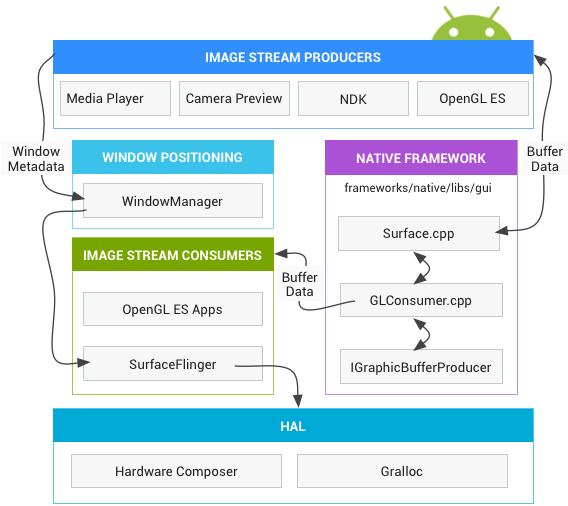 IMAGE STREAM PRODUCERS
Media Player
Camera Preview
NDK
OpenGL ES
Window
Metadata
Buffer
Data
WINDOW POSITIONING
WindowManager
NATIVE FRAMEWORK
frameworks/native/libs/gui
Surface.cpp
GLConsumer.cpp
IGraphicBufferProducer
IMAGE STREAM CONSUMERS
Buffer
Data
OpenGL ES Apps
SurfaceFlinger
HAL
Hardware Composer
Gralloc